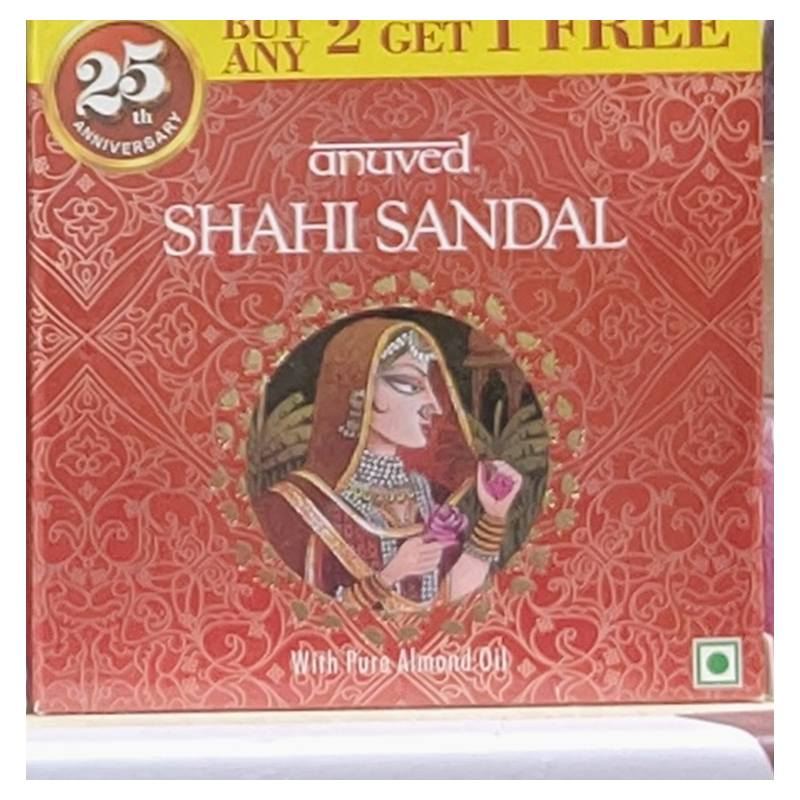 BUY ANY 2 GET 1 FREE
25th
ANNIVERSARY
anuved
SHAHI SANDAL
With Pure Almond Oil